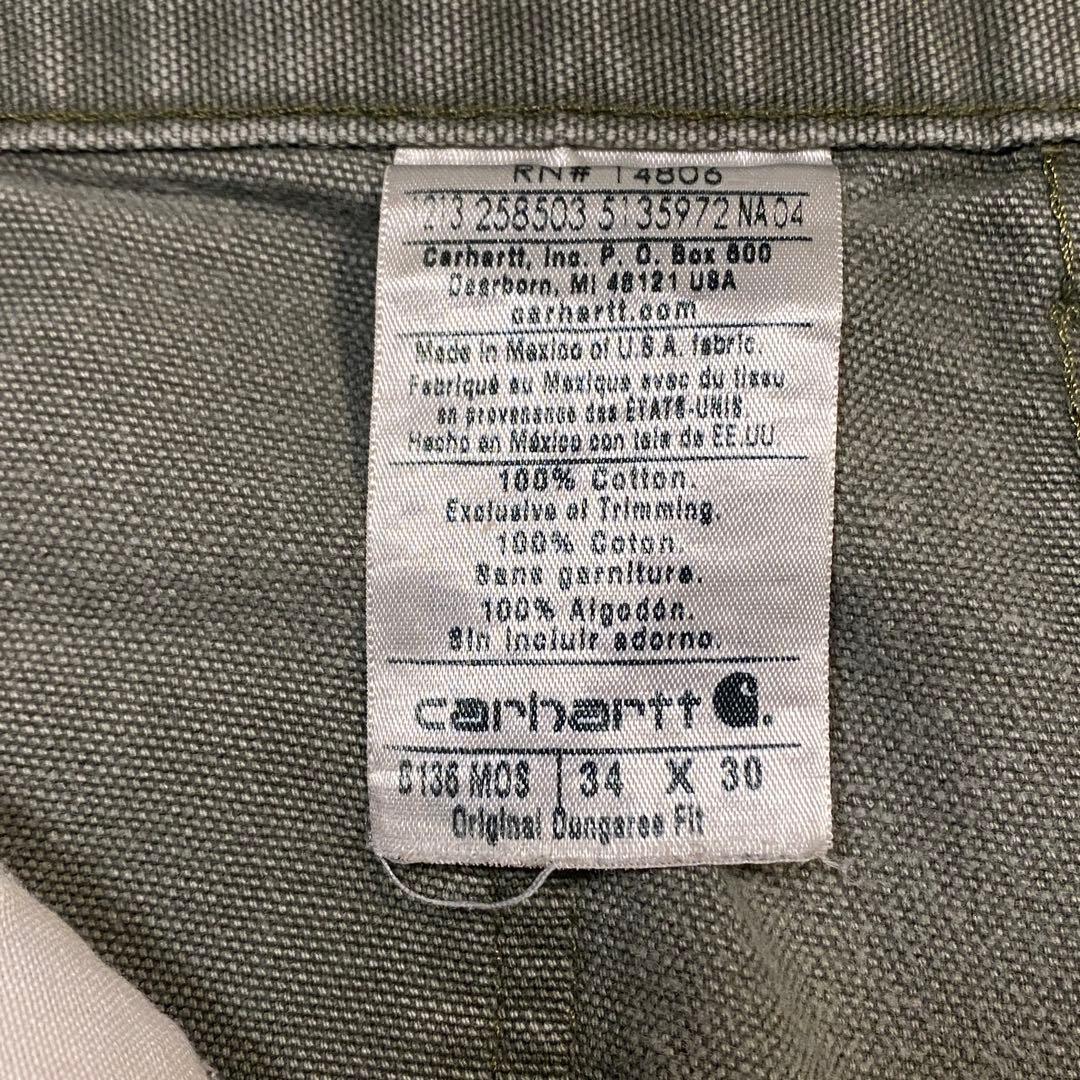 RN# 14806
213 258503 5135972 NA 04
Carhartt, Inc. P. O. Box 600
Dearborn, MI 48121 USA
carhartt.com
Made in Mexico of U.S.A. fabric.
Fabriqué au Mexique avec du tissu
en provenance des ÉTATS-UNIS.
Hecho en México con tela de EE.UU
100% Cotton.
Exclusive of Trimming.
100% Coton.
Sans garniture.
100% Algodón.
Sin incluir adorno.
carhartt
B136 MOS 34 X 30
Original Dungaree Fit